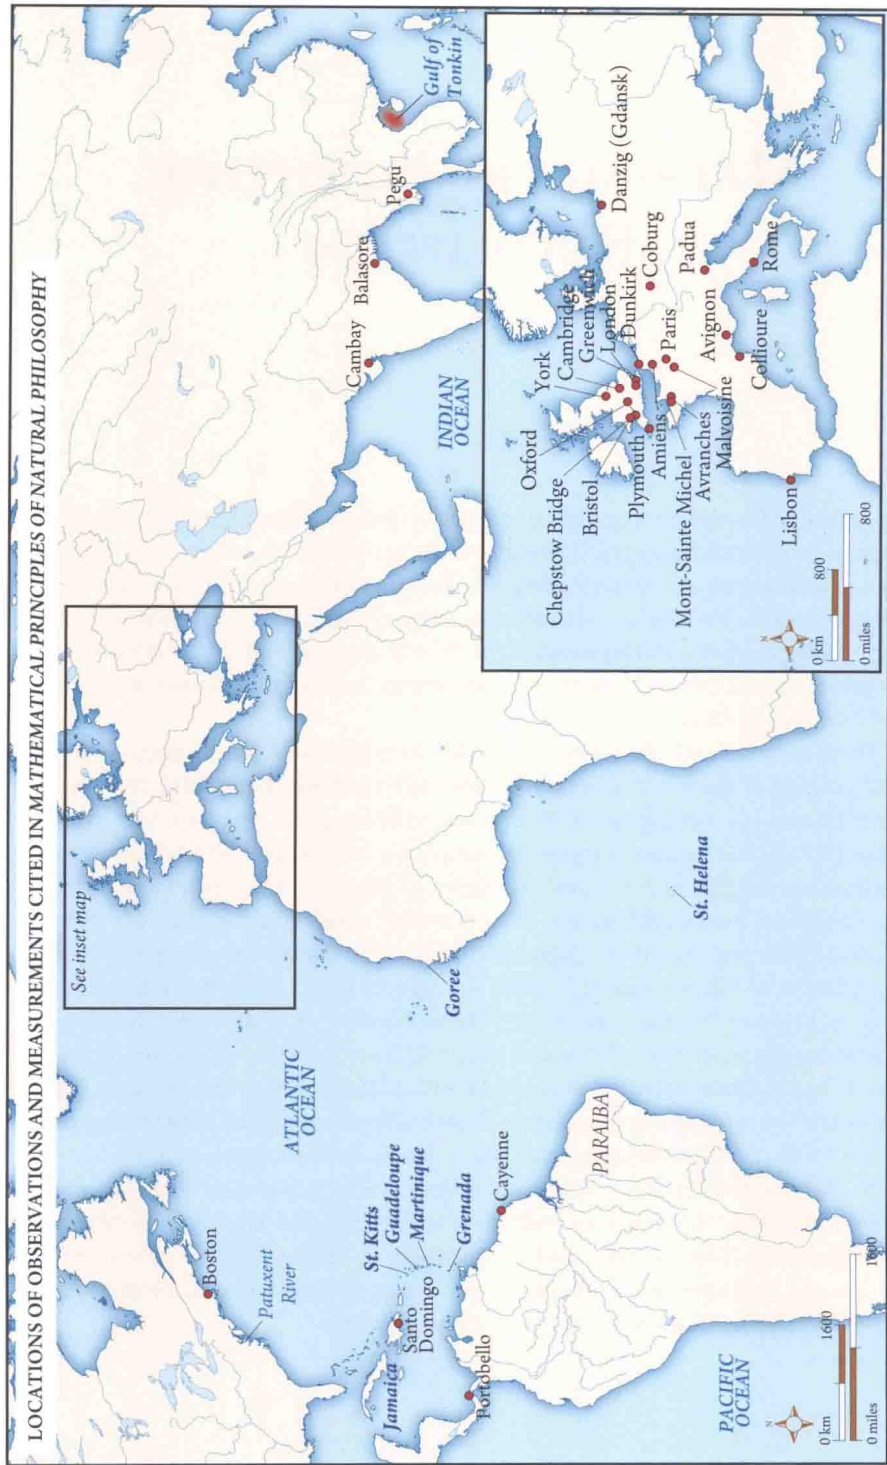 LOCATIONS OF OBSERVATIONS AND MEASUREMENTS CITED IN MATHEMATICAL PRINCIPLES OF NATURAL PHILOSOPHY
See inset map
Boston
Patuxent
River
ATLANTIC
OCEAN
St. Kitts
Guadeloupe
Martinique
Grenada
Jamaica
Santo
Domingo
Portobello
Cayenne
PARAIBA
PACIFIC
OCEAN
N
0 km
1600
0 miles
1600
Goree
St. Helena
INDIAN
OCEAN
Cambay
Balasore
Pegu
Gulf of
Tonkin
York
Cambridge
Greenwich
London
Dunkirk
Oxford
Chepstow Bridge
Bristol
Plymouth
Amiens
Mont-Sainte Michel
Avranches
Malvoisine
Paris
Coburg
Danzig (Gdansk)
Padua
Avignon
Rome
Collioure
Lisbon
N
0 km
800
0 miles
800